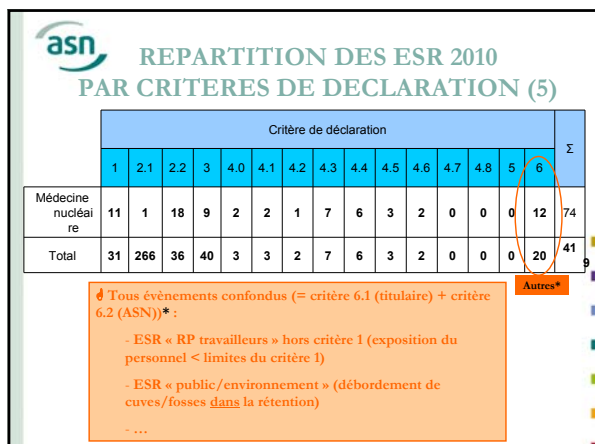 asn
REPARTITION DES ESR 2010
PAR CRITERES DE DECLARATION (5)
Critère de déclaration Σ
1 2.1 2.2 3 4.0 4.1 4.2 4.3 4.4 4.5 4.6 4.7 4.8 5 6
Médecine
nucléai
re
11 1 18 9 2 2 1 7 6 3 2 0 0 0 12 74
Total 31 266 36 40 3 3 2 7 6 3 2 0 0 0 20 41
9
Autres*
Tous évènements confondus (= critère 6.1 (titulaire) + critère
6.2 (ASN))* :
- ESR « RP travailleurs » hors critère 1 (exposition du
personnel < limites du critère 1)
- ESR « public/environnement » (débordement de
cuves/fosses dans la rétention)
- …